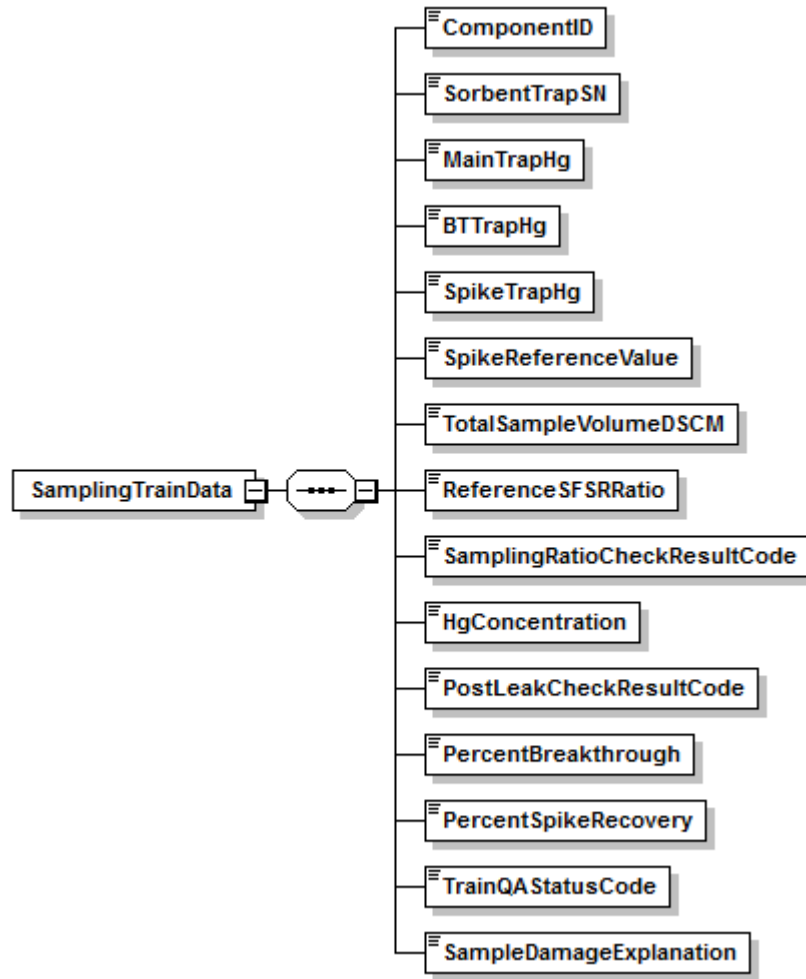 ComponentID
SorbentTrapSN
MainTrapHg
BTTrapHg
SpikeTrapHg
SpikeReferenceValue
TotalSampleVolumeDSCM
SamplingTrainData
ReferenceSFSRRatio
SamplingRatioCheckResultCode
HgConcentration
PostLeakCheckResultCode
PercentBreakthrough
PercentSpikeRecovery
TrainQAStatusCode
SampleDamageExplanation